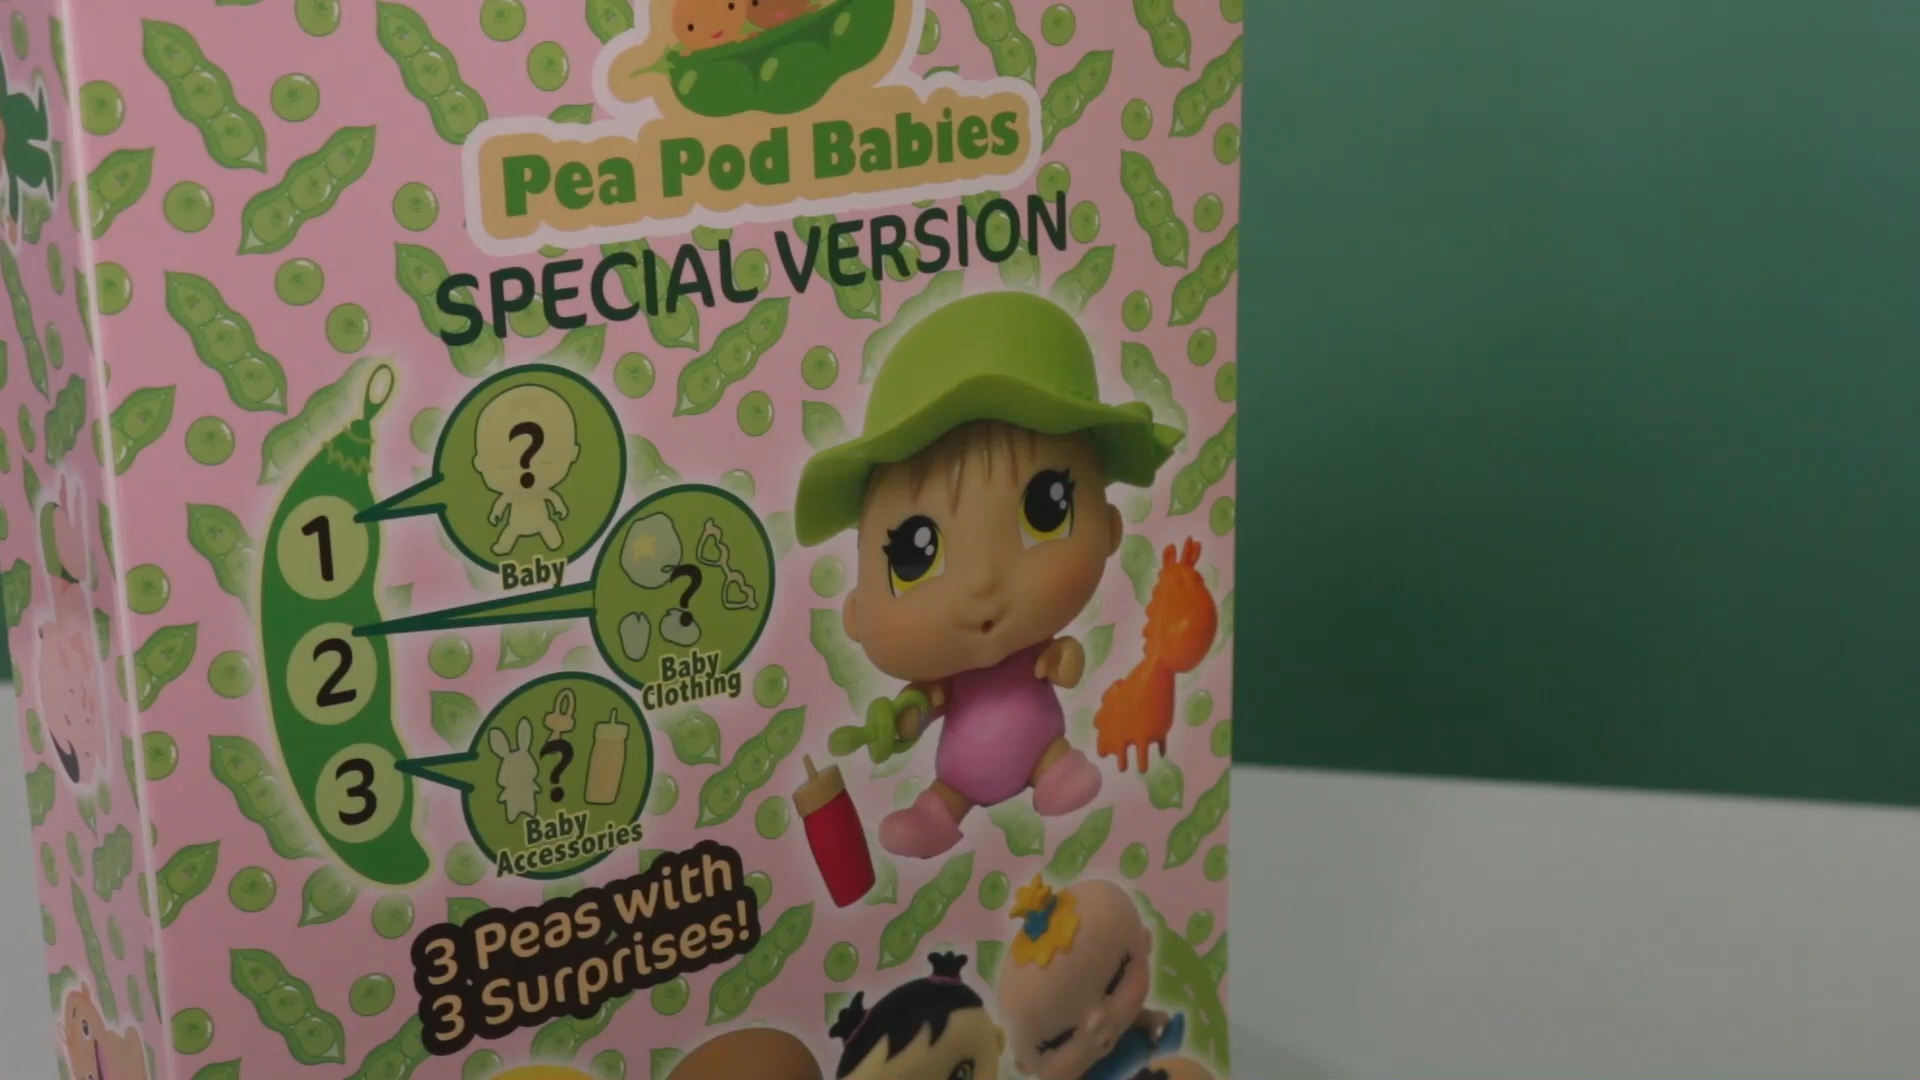 Pea Pod Babies
SPECIAL VERSION
1
?
Baby
2
?
Baby
Clothing
3
?
Baby
Accessories
3 Peas with
3 Surprises!